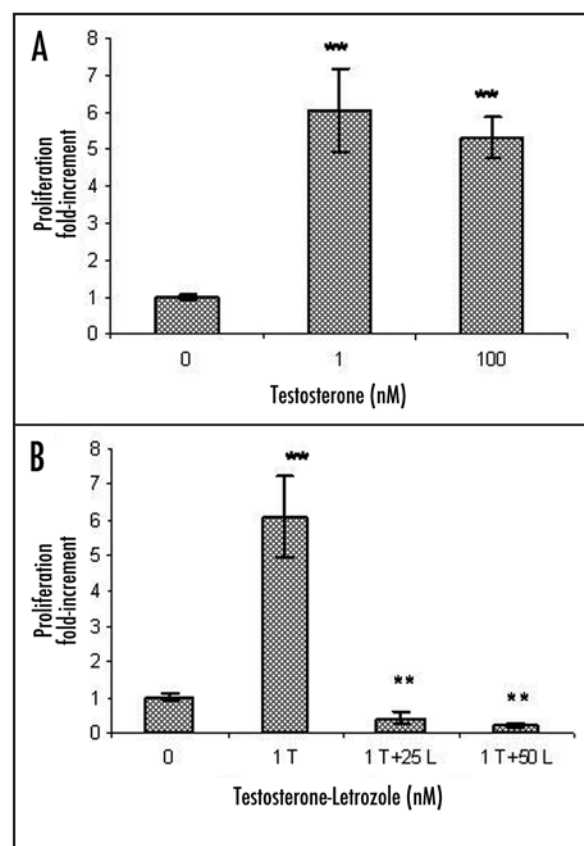 A
Proliferation
fold-increment
8
7
6
5
4
3
2
1
0
**
**
0 1 100
Testosterone (nM)
B
Proliferation
fold-increment
8
7
6
5
4
3
2
1
0
**
**
**
0 1 T 1 T+25 L 1 T+50 L
Testosterone-Letrozole (nM)